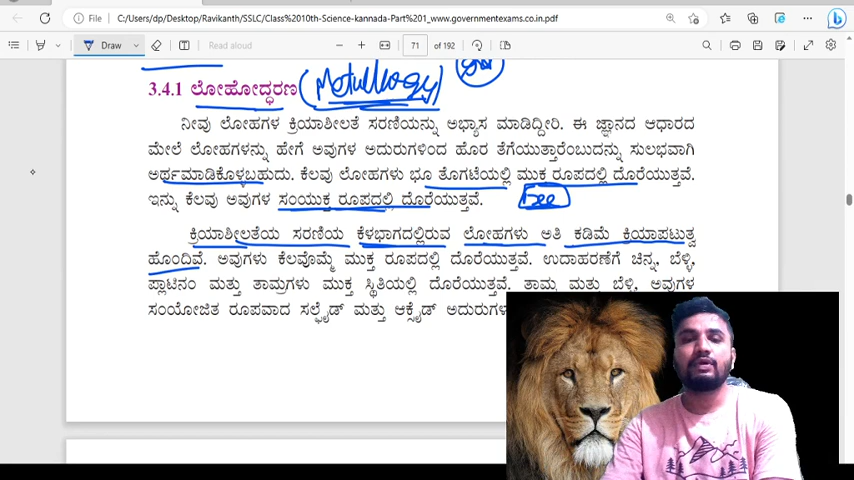 File | C:/Users/dp/Desktop/Ravikanth/SSLC/Class%2010th-Science-kannada-Part%201_www.governmentexams.co.in.pdf
Draw Read aloud 71 of 192
3.4.1 ಲೋಹೋದ್ಧರಣ (Metallurgy)
ನೀವು ಲೋಹಗಳ ಕ್ರಿಯಾಶೀಲತೆ ಸರಣಿಯನ್ನು ಅಭ್ಯಾಸ ಮಾಡಿದ್ದೀರಿ. ಈ ಜ್ಞಾನದ ಆಧಾರದ
ಮೇಲೆ ಲೋಹಗಳನ್ನು ಹೇಗೆ ಅವುಗಳ ಅದುರುಗಳಿಂದ ಹೊರ ತೆಗೆಯುತ್ತಾರೆಂಬುದನ್ನು ಸುಲಭವಾಗಿ
ಅರ್ಥಮಾಡಿಕೊಳ್ಳಬಹುದು. ಕೆಲವು ಲೋಹಗಳು ಭೂ ತೊಗಟೆಯಲ್ಲಿ ಮುಕ್ತ ರೂಪದಲ್ಲಿ ದೊರೆಯುತ್ತವೆ.
ಇನ್ನು ಕೆಲವು ಅವುಗಳ ಸಂಯುಕ್ತ ರೂಪದಲ್ಲಿ ದೊರೆಯುತ್ತವೆ.
ಕ್ರಿಯಾಶೀಲತೆಯ ಸರಣಿಯ ಕೆಳಭಾಗದಲ್ಲಿರುವ ಲೋಹಗಳು ಅತಿ ಕಡಿಮೆ ಕ್ರಿಯಾಪಟುತ್ವ
ಹೊಂದಿವೆ. ಅವುಗಳು ಕೆಲವೊಮ್ಮೆ ಮುಕ್ತ ರೂಪದಲ್ಲಿ ದೊರೆಯುತ್ತವೆ. ಉದಾಹರಣೆಗೆ ಚಿನ್ನ, ಬೆಳ್ಳಿ,
ಪ್ಲಾಟಿನಂ ಮತ್ತು ತಾಮ್ರಗಳು ಮುಕ್ತ ಸ್ಥಿತಿಯಲ್ಲಿ ದೊರೆಯುತ್ತವೆ. ತಾಮ್ರ ಮತ್ತು ಬೆಳ್ಳಿ, ಅವುಗಳ
ಸಂಯೋಜಿತ ರೂಪವಾದ ಸಲ್ಫೈಡ್ ಮತ್ತು ಆಕ್ಸೈಡ್ ಅದುರುಗಳ